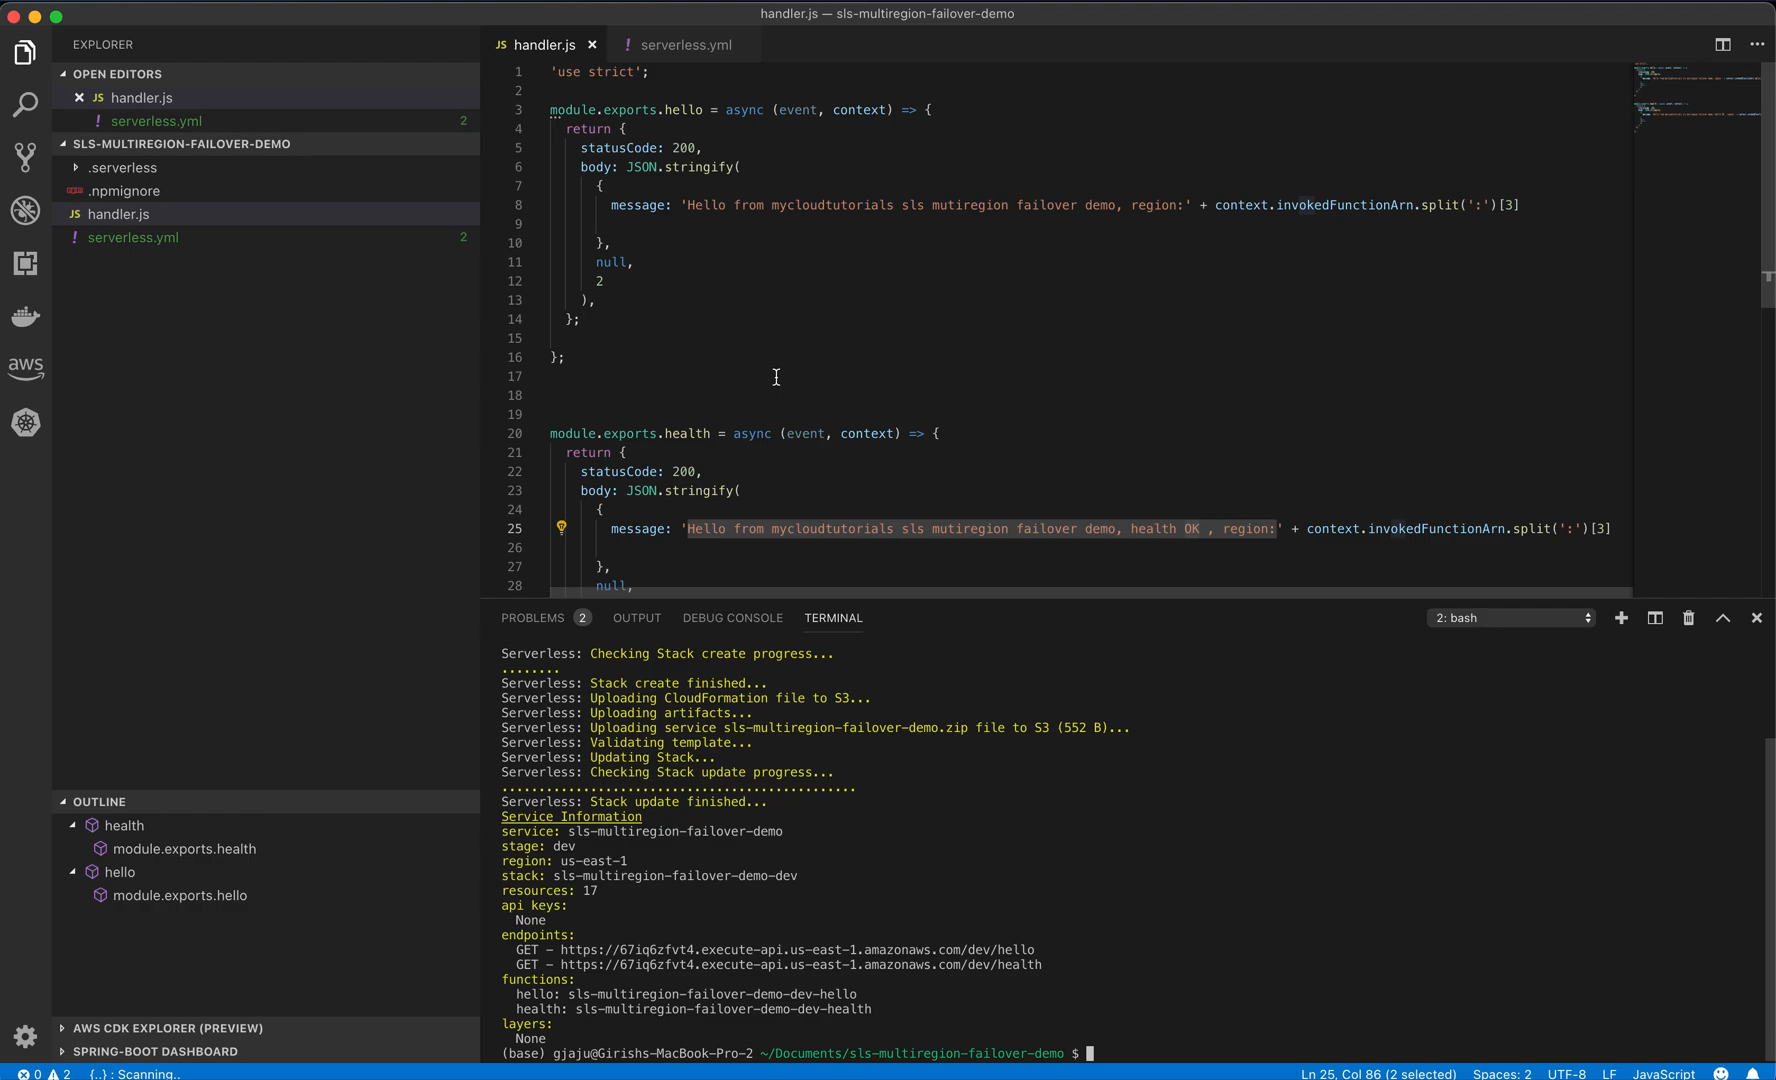 handler.js — sls-multiregion-failover-demo
EXPLORER
OPEN EDITORS
JS handler.js
! serverless.yml 2
SLS-MULTIREGION-FAILOVER-DEMO
.serverless
.npmignore
JS handler.js
! serverless.yml 2
aws
OUTLINE
health
module.exports.health
hello
module.exports.hello
AWS CDK EXPLORER (PREVIEW)
SPRING-BOOT DASHBOARD
JS handler.js
! serverless.yml
1 'use strict';
2
3 module.exports.hello = async (event, context) => {
4 return {
5 statusCode: 200,
6 body: JSON.stringify(
7 {
8 message: 'Hello from mycloudtutorials sls mutiregion failover demo, region:' + context.invokedFunctionArn.split(':')[3]
9
10 },
11 null,
12 2
13 ),
14 };
15
16 };
17
18
19
20 module.exports.health = async (event, context) => {
21 return {
22 statusCode: 200,
23 body: JSON.stringify(
24 {
25 message: 'Hello from mycloudtutorials sls mutiregion failover demo, health OK , region:' + context.invokedFunctionArn.split(':')[3]
26
27 },
28 null,
PROBLEMS 2 OUTPUT DEBUG CONSOLE TERMINAL
2: bash
Serverless: Checking Stack create progress...
........
Serverless: Stack create finished...
Serverless: Uploading CloudFormation file to S3...
Serverless: Uploading artifacts...
Serverless: Uploading service sls-multiregion-failover-demo.zip file to S3 (552 B)...
Serverless: Validating template...
Serverless: Updating Stack...
Serverless: Checking Stack update progress...
................................................
Serverless: Stack update finished...
Service Information
service: sls-multiregion-failover-demo
stage: dev
region: us-east-1
stack: sls-multiregion-failover-demo-dev
resources: 17
api keys:
None
endpoints:
GET - https://67iq6zfvt4.execute-api.us-east-1.amazonaws.com/dev/hello
GET - https://67iq6zfvt4.execute-api.us-east-1.amazonaws.com/dev/health
functions:
hello: sls-multiregion-failover-demo-dev-hello
health: sls-multiregion-failover-demo-dev-health
layers:
None
(base) gjaju@Girishs-MacBook-Pro-2 ~/Documents/sls-multiregion-failover-demo $
0 2 {..} : Scanning..
Ln 25, Col 86 (2 selected) Spaces: 2 UTF-8 LF JavaScript